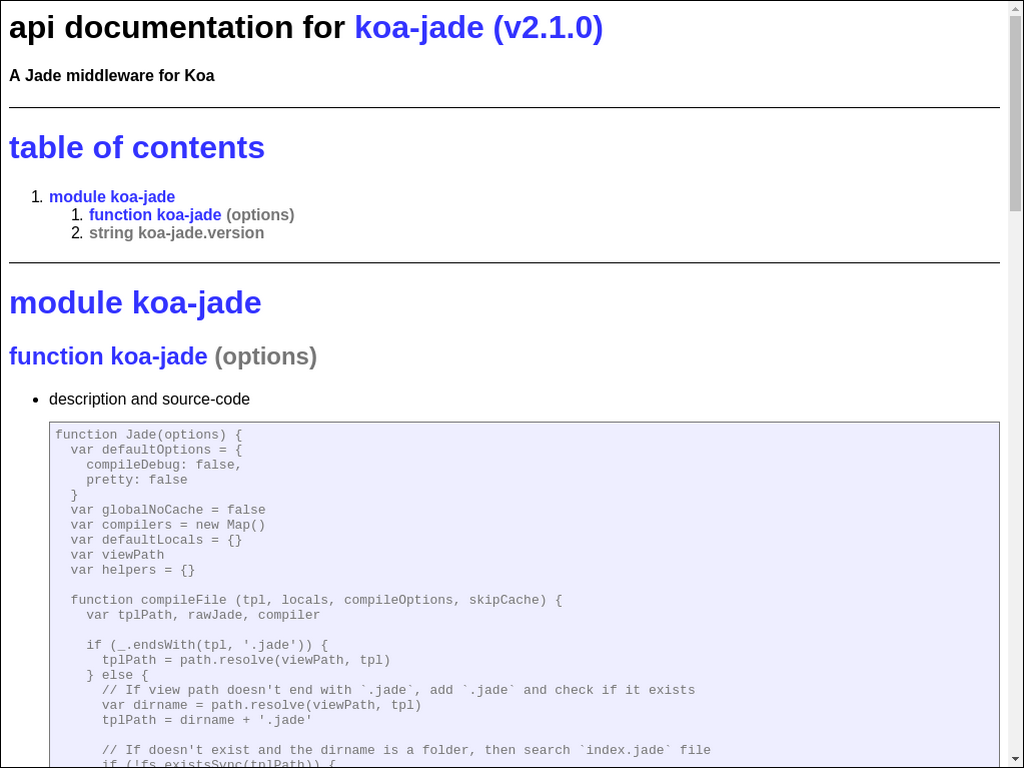 api documentation for koa-jade (v2.1.0)
A Jade middleware for Koa
table of contents
1. module koa-jade
1. function koa-jade (options)
2. string koa-jade.version
module koa-jade
function koa-jade (options)
• description and source-code
function Jade(options) {
  var defaultOptions = {
    compileDebug: false,
    pretty: false
  }
  var globalNoCache = false
  var compilers = new Map()
  var defaultLocals = {}
  var viewPath
  var helpers = {}

  function compileFile (tpl, locals, compileOptions, skipCache) {
    var tplPath, rawJade, compiler

    if (_.endsWith(tpl, '.jade')) {
      tplPath = path.resolve(viewPath, tpl)
    } else {
      // If view path doesn't end with `.jade`, add `.jade` and check if it exists
      var dirname = path.resolve(viewPath, tpl)
      tplPath = dirname + '.jade'

      // If doesn't exist and the dirname is a folder, then search `index.jade` file
      if (!fs.existsSync(tplPath)) {